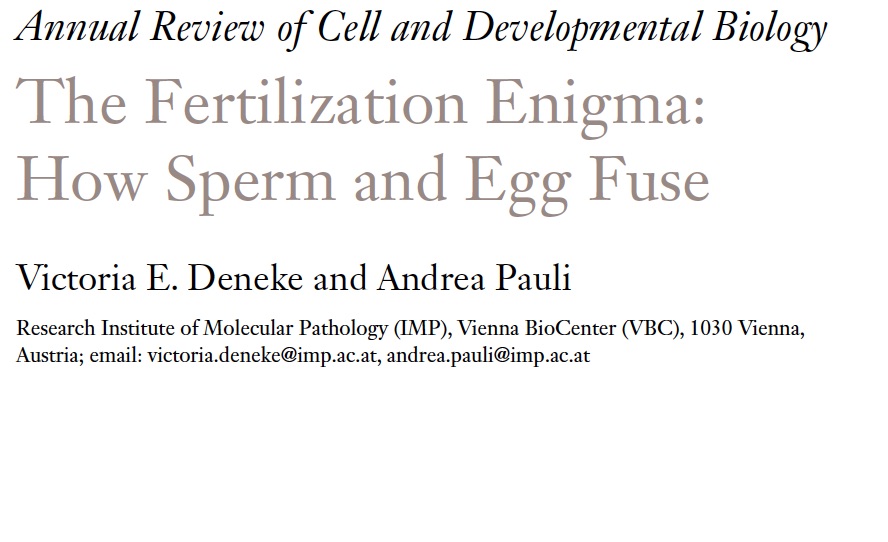 Annual Review of Cell and Developmental Biology
The Fertilization Enigma:
How Sperm and Egg Fuse
Victoria E. Deneke and Andrea Pauli
Research Institute of Molecular Pathology (IMP), Vienna BioCenter (VBC), 1030 Vienna,
Austria; email: victoria.deneke@imp.ac.at, andrea.pauli@imp.ac.at